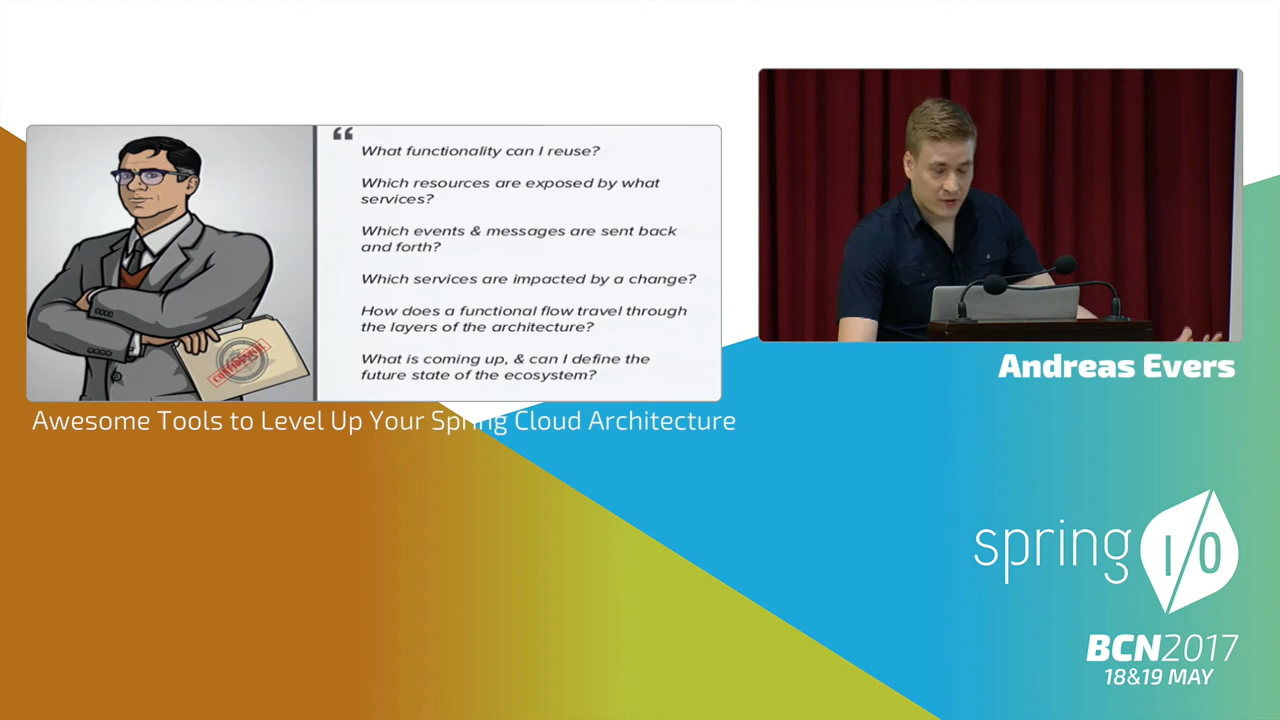 “
What functionality can I reuse?
Which resources are exposed by what
services?
Which events & messages are sent back
and forth?
Which services are impacted by a change?
How does a functional flow travel through
the layers of the architecture?
What is coming up, & can I define the
future state of the ecosystem?
CONFIDENTIAL
Awesome Tools to Level Up Your Spring Cloud Architecture
Andreas Evers
spring I/O
BCN2017
18&19 MAY